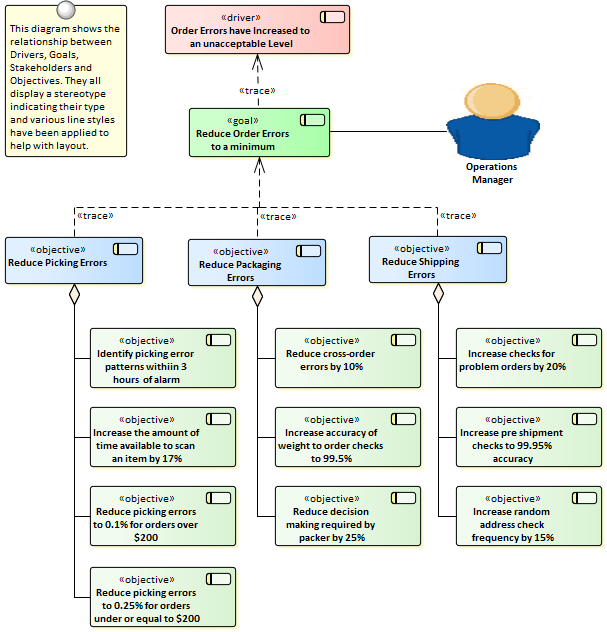 This diagram shows the
relationship between
Drivers, Goals,
Stakeholders and
Objectives. They all
display a stereotype
indicating their type
and various line styles
have been applied to
help with layout.
«driver»
Order Errors have Increased to
an unacceptable Level
«trace»
«goal»
Reduce Order Errors
to a minimum
Operations
Manager
«trace»
«trace»
«trace»
«objective»
Reduce Picking Errors
«objective»
Reduce Packaging
Errors
«objective»
Reduce Shipping
Errors
«objective»
Identify picking error
patterns withiin 3
hours of alarm
«objective»
Reduce cross-order
errors by 10%
«objective»
Increase checks for
problem orders by 20%
«objective»
Increase the amount of
time available to scan
an item by 17%
«objective»
Increase accuracy of
weight to order checks
to 99.5%
«objective»
Increase pre shipment
checks to 99.95%
accuracy
«objective»
Reduce picking errors
to 0.1% for orders over
$200
«objective»
Reduce decision
making required by
packer by 25%
«objective»
Increase random
address check
frequency by 15%
«objective»
Reduce picking errors
to 0.25% for orders
under or equal to $200